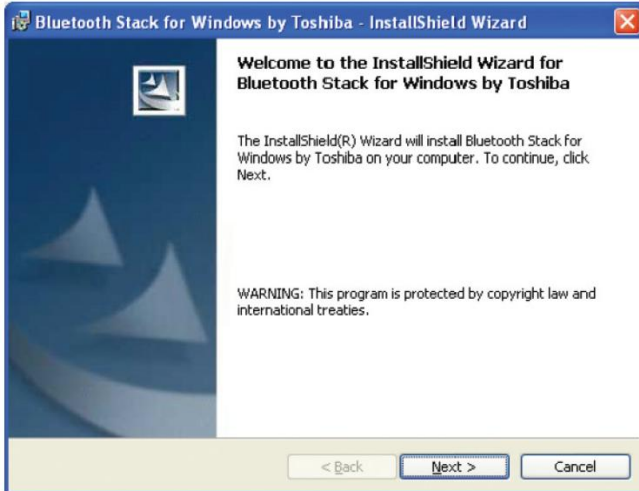 Bluetooth Stack for Windows by Toshiba - InstallShield Wizard
Welcome to the InstallShield Wizard for
Bluetooth Stack for Windows by Toshiba
The InstallShield(R) Wizard will install Bluetooth Stack for
Windows by Toshiba on your computer. To continue, click
Next.
WARNING: This program is protected by copyright law and
international treaties.
< Back
Next >
Cancel